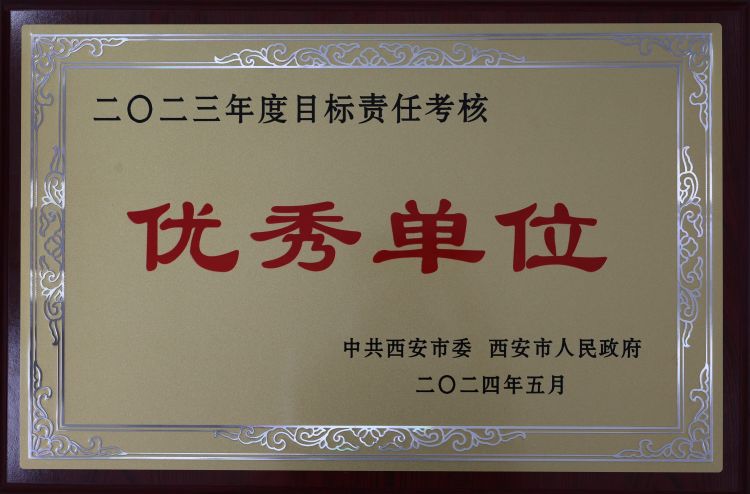 二〇二三年度目标责任考核
优秀单位
中共西安市委 西安市人民政府
二〇二四年五月